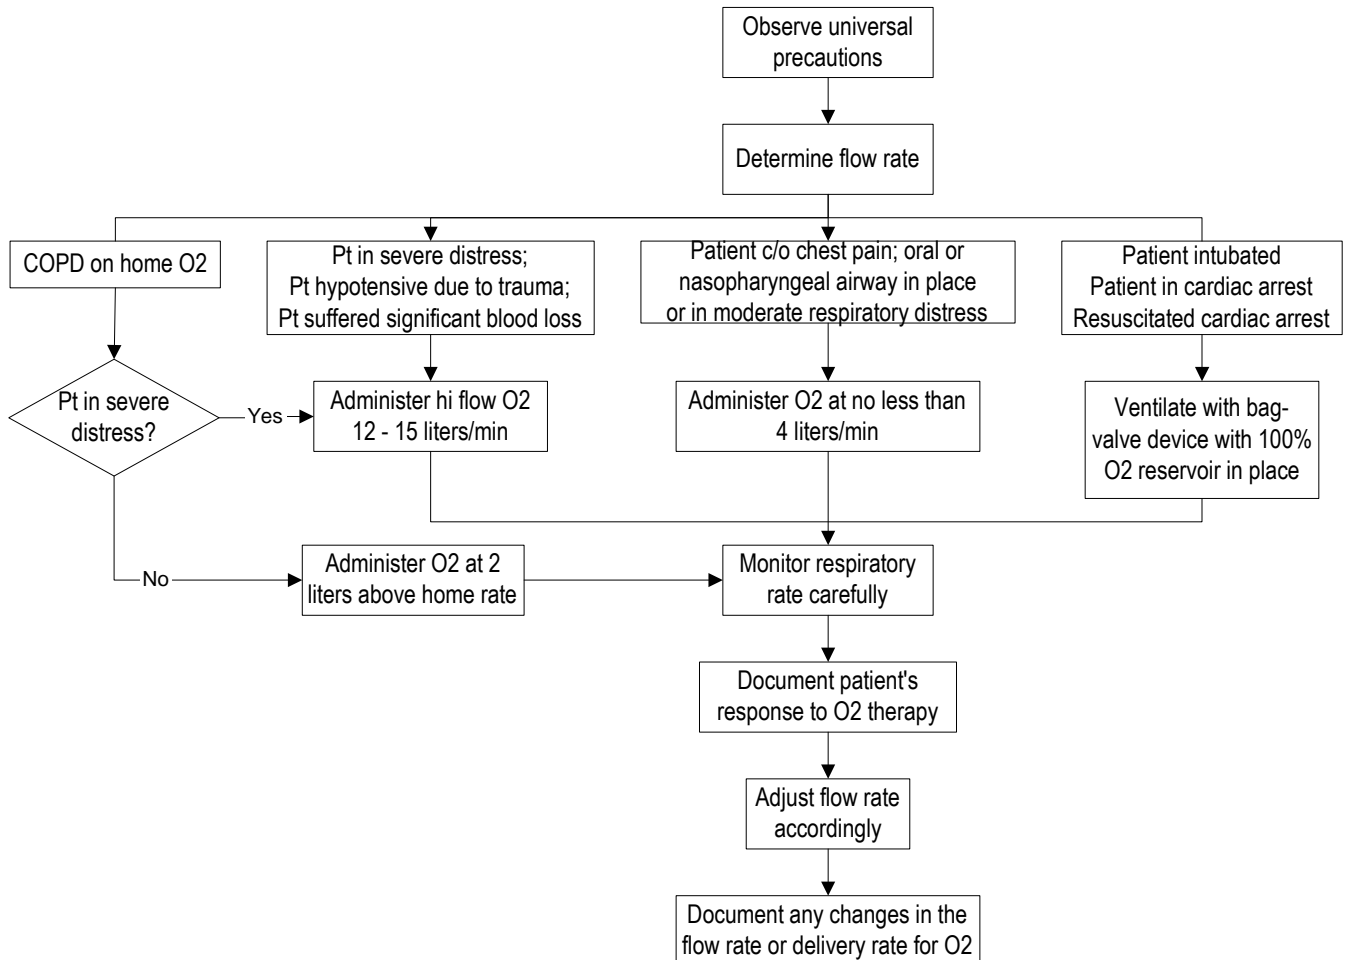 Observe universal
precautions
Determine flow rate
COPD on home O2
Pt in severe distress;
Pt hypotensive due to trauma;
Pt suffered significant blood loss
Patient c/o chest pain; oral or
nasopharyngeal airway in place
or in moderate respiratory distress
Patient intubated
Patient in cardiac arrest
Resuscitated cardiac arrest
Pt in severe
distress?
Yes
Administer hi flow O2
12 - 15 liters/min
Administer O2 at no less than
4 liters/min
Ventilate with bag-
valve device with 100%
O2 reservoir in place
No
Administer O2 at 2
liters above home rate
Monitor respiratory
rate carefully
Document patient's
response to O2 therapy
Adjust flow rate
accordingly
Document any changes in the
flow rate or delivery rate for O2